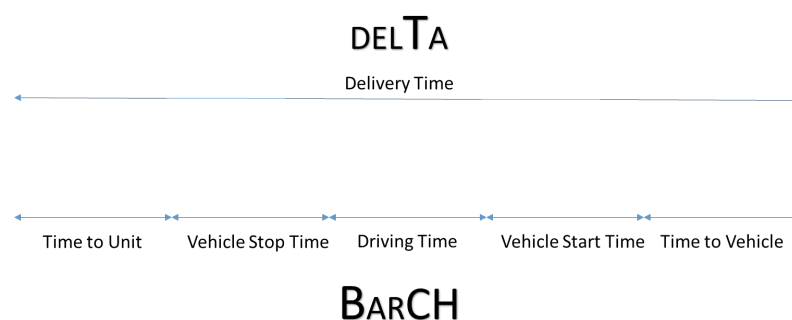 DELTA
Delivery Time
Time to Unit Vehicle Stop Time Driving Time Vehicle Start Time Time to Vehicle
BARCH